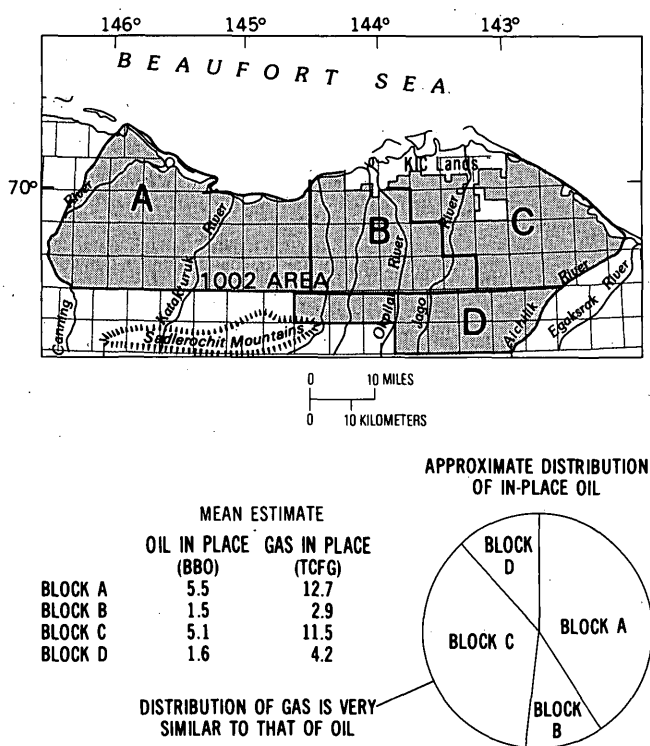 146° 145° 144° 143°
BEAUFORT SEA
70°
KIC Lands
A
B
C
D
River
River
River
River
River
River
1002 AREA
Canning
Katakturuk
Sadlerochit Mountains
Okpilak
Jago
Aichilik
Egaksrak
0 10 MILES
0 10 KILOMETERS
APPROXIMATE DISTRIBUTION
OF IN-PLACE OIL
MEAN ESTIMATE
OIL IN PLACE GAS IN PLACE
(BBO) (TCFG)
BLOCK A 5.5 12.7
BLOCK B 1.5 2.9
BLOCK C 5.1 11.5
BLOCK D 1.6 4.2
BLOCK
D
BLOCK A
BLOCK C
BLOCK
B
DISTRIBUTION OF GAS IS VERY
SIMILAR TO THAT OF OIL